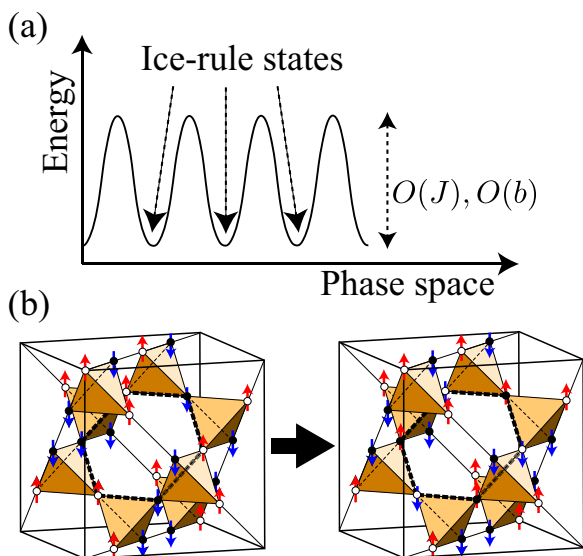 (a)
Ice-rule states
Energy
O(J), O(b)
Phase space
(b)